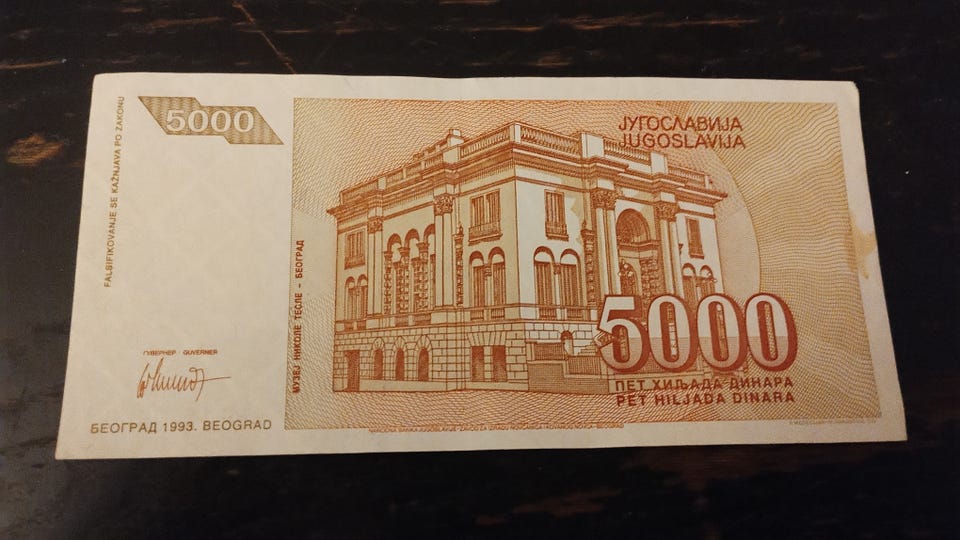 FALSIFIKOVANJE SE KAŽNJAVA PO ZAKONU
5000
ГУВЕРНЕР - GUVERNER
БЕОГРАД 1993. BEOGRAD
МУЗЕЈ НИКОЛЕ ТЕСЛЕ – БЕОГРАД
ЈУГОСЛАВИЈА
JUGOSLAVIJA
5000
ПЕТ ХИЉАДА ДИНАРА
PET HILJADA DINARA